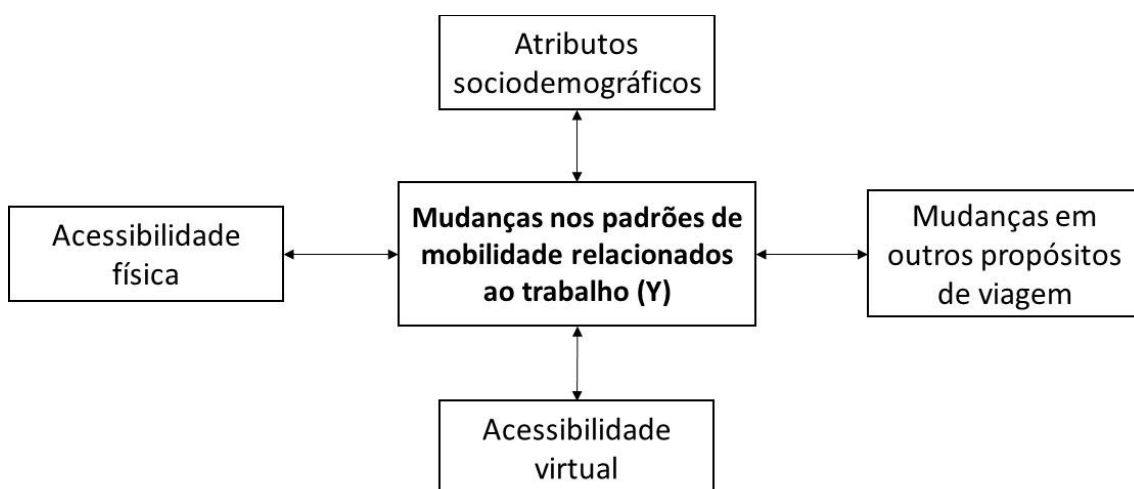 Atributos
sociodemográficos
Acessibilidade
física
Mudanças nos padrões de
mobilidade relacionados
ao trabalho (Y)
Mudanças em
outros propósitos
de viagem
Acessibilidade
virtual